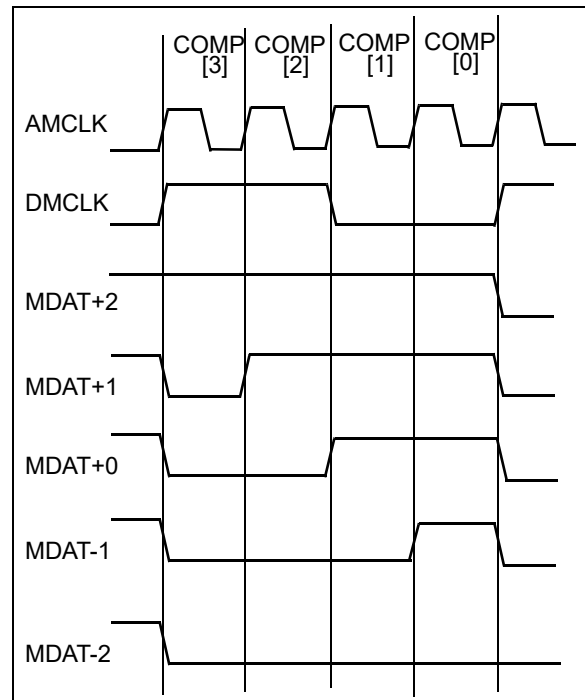 COMP COMP COMP COMP
[3] [2] [1] [0]
AMCLK
DMCLK
MDAT+2
MDAT+1
MDAT+0
MDAT-1
MDAT-2